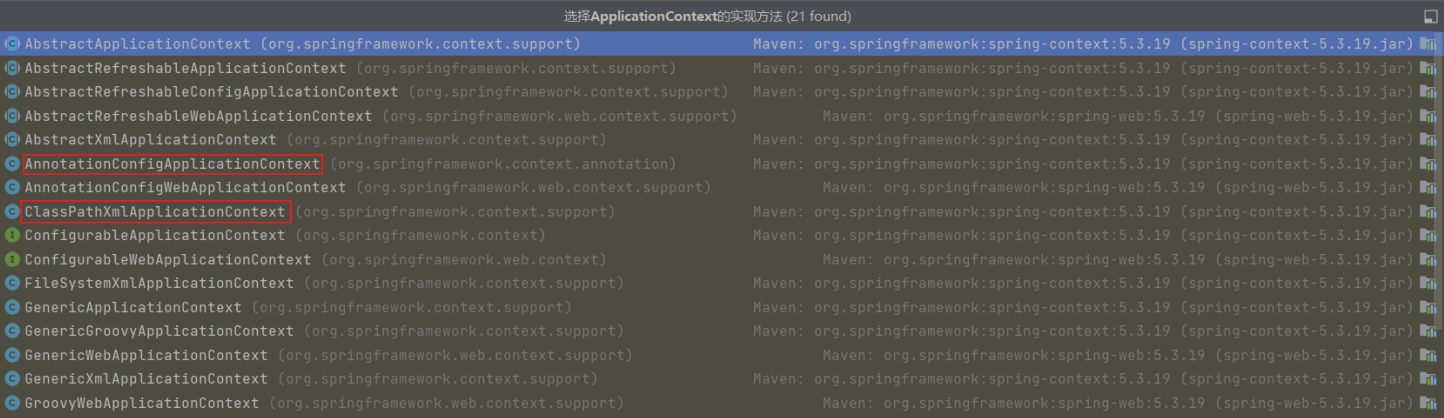 选择ApplicationContext的实现方法 (21 found)
AbstractApplicationContext (org.springframework.context.support) Maven: org.springframework:spring-context:5.3.19 (spring-context-5.3.19.jar)
AbstractRefreshableApplicationContext (org.springframework.context.support) Maven: org.springframework:spring-context:5.3.19 (spring-context-5.3.19.jar)
AbstractRefreshableConfigApplicationContext (org.springframework.context.support) Maven: org.springframework:spring-context:5.3.19 (spring-context-5.3.19.jar)
AbstractRefreshableWebApplicationContext (org.springframework.web.context.support) Maven: org.springframework:spring-web:5.3.19 (spring-web-5.3.19.jar)
AbstractXmlApplicationContext (org.springframework.context.support) Maven: org.springframework:spring-context:5.3.19 (spring-context-5.3.19.jar)
AnnotationConfigApplicationContext (org.springframework.context.annotation) Maven: org.springframework:spring-context:5.3.19 (spring-context-5.3.19.jar)
AnnotationConfigWebApplicationContext (org.springframework.web.context.support) Maven: org.springframework:spring-web:5.3.19 (spring-web-5.3.19.jar)
ClassPathXmlApplicationContext (org.springframework.context.support) Maven: org.springframework:spring-context:5.3.19 (spring-context-5.3.19.jar)
ConfigurableApplicationContext (org.springframework.context) Maven: org.springframework:spring-context:5.3.19 (spring-context-5.3.19.jar)
ConfigurableWebApplicationContext (org.springframework.web.context) Maven: org.springframework:spring-web:5.3.19 (spring-web-5.3.19.jar)
FileSystemXmlApplicationContext (org.springframework.context.support) Maven: org.springframework:spring-context:5.3.19 (spring-context-5.3.19.jar)
GenericApplicationContext (org.springframework.context.support) Maven: org.springframework:spring-context:5.3.19 (spring-context-5.3.19.jar)
GenericGroovyApplicationContext (org.springframework.context.support) Maven: org.springframework:spring-context:5.3.19 (spring-context-5.3.19.jar)
GenericWebApplicationContext (org.springframework.web.context.support) Maven: org.springframework:spring-web:5.3.19 (spring-web-5.3.19.jar)
GenericXmlApplicationContext (org.springframework.context.support) Maven: org.springframework:spring-context:5.3.19 (spring-context-5.3.19.jar)
GroovyWebApplicationContext (org.springframework.web.context.support) Maven: org.springframework:spring-web:5.3.19 (spring-web-5.3.19.jar)